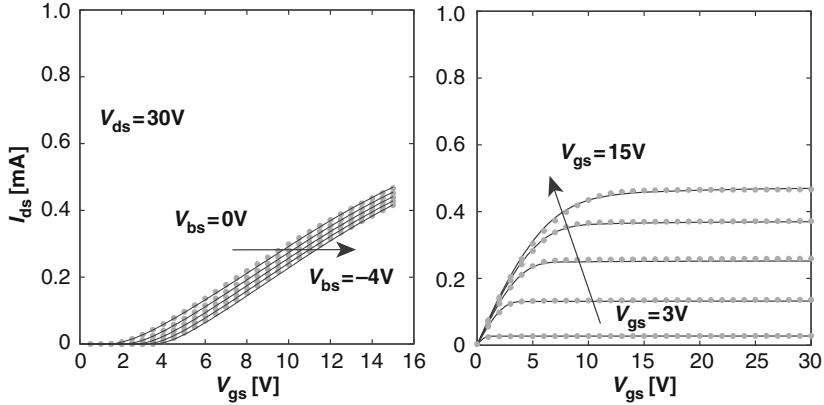 1.0
0.8
0.6
0.4
0.2
0
I_ds [mA]
V_ds = 30V
V_bs = 0V
V_bs = −4V
0 2 4 6 8 10 12 14 16
V_gs [V]
1.0
0.8
0.6
0.4
0.2
0
V_gs = 15V
V_gs = 3V
0 5 10 15 20 25 30
V_gs [V]